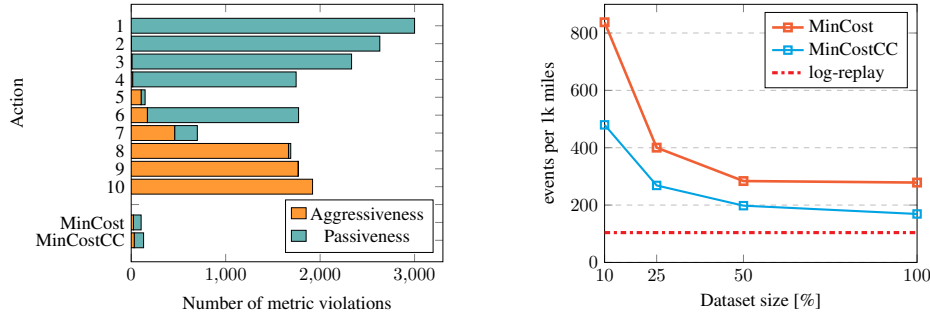 Action
1
2
3
4
5
6
7
8
9
10
MinCost
MinCostCC
Aggressiveness
Passiveness
0 1,000 2,000 3,000
Number of metric violations
events per 1k miles
800
600
400
200
0
MinCost
MinCostCC
log-replay
10 25 50 100
Dataset size [%]